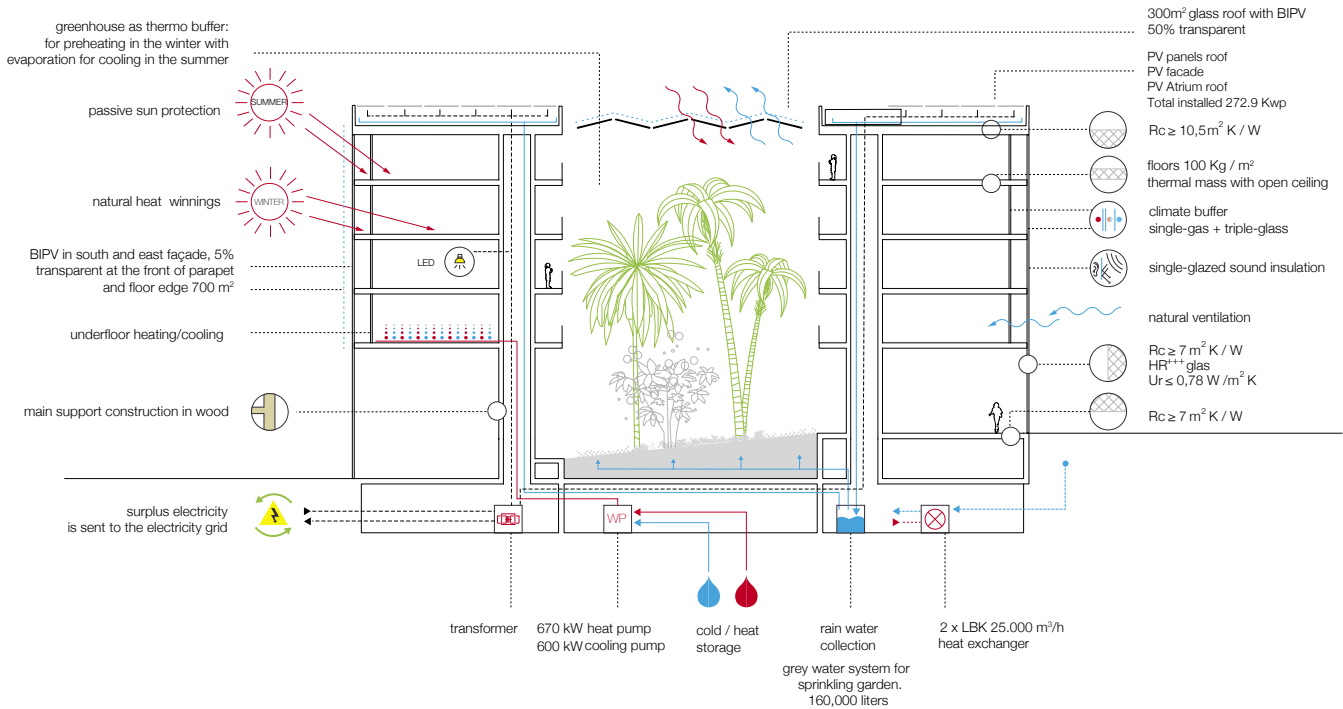 greenhouse as thermo buffer:
for preheating in the winter with
evaporation for cooling in the summer
SUMMER
passive sun protection
WINTER
natural heat winnings
BIPV in south and east façade, 5%
transparent at the front of parapet
and floor edge 700 m²
LED
underfloor heating/cooling
main support construction in wood
surplus electricity
is sent to the electricity grid
300m² glass roof with BIPV
50% transparent
PV panels roof
PV facade
PV Atrium roof
Total installed 272.9 Kwp
Rc ≥ 10,5 m² K / W
floors 100 Kg / m²
thermal mass with open ceiling
climate buffer
single-gas + triple-glass
single-glazed sound insulation
natural ventilation
Rc ≥ 7 m² K / W
HR⁺⁺⁺ glas
Ur ≤ 0,78 W /m² K
Rc ≥ 7 m² K / W
WP
transformer
670 kW heat pump
600 kW cooling pump
cold / heat
storage
rain water
collection
grey water system for
sprinkling garden.
160,000 liters
2 x LBK 25.000 m³/h
heat exchanger